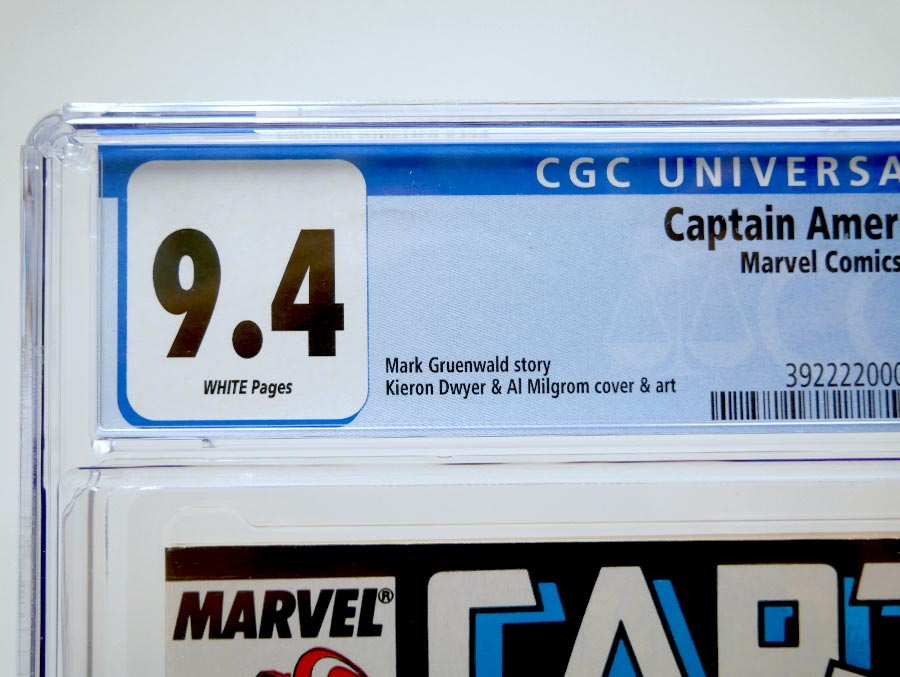 CGC UNIVERSA
Captain Amer
Marvel Comics
9.4
WHITE Pages
Mark Gruenwald story
Kieron Dwyer & Al Milgrom cover & art
392222000
MARVEL®
CAPT